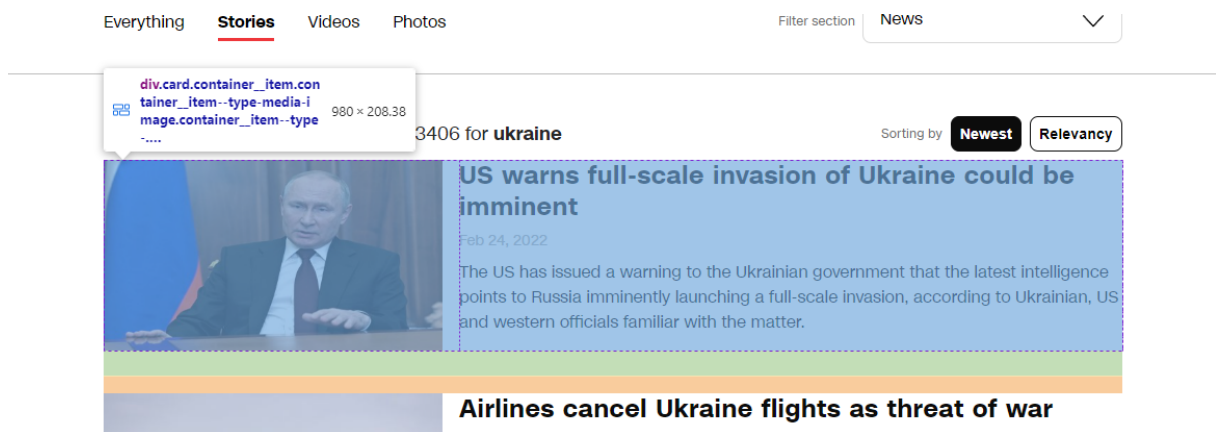 Everything Stories Videos Photos Filter section News
div.card.container__item.con
tainer__item--type-media-i
mage.container__item--type
-....
980 × 208.38
3406 for ukraine Sorting by Newest Relevancy
US warns full-scale invasion of Ukraine could be
imminent
Feb 24, 2022
The US has issued a warning to the Ukrainian government that the latest intelligence
points to Russia imminently launching a full-scale invasion, according to Ukrainian, US
and western officials familiar with the matter.
Airlines cancel Ukraine flights as threat of war